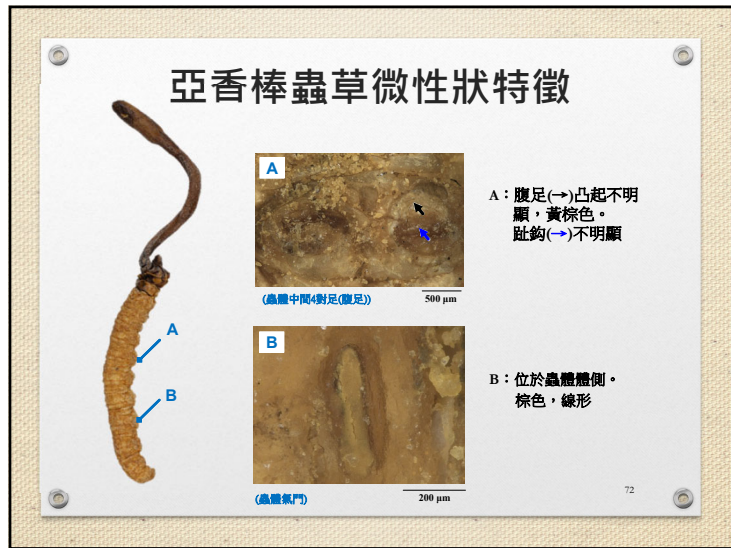 亞香棒蟲草微性狀特徵
A
A：腹足(→)凸起不明
顯，黃棕色。
趾鈎(→)不明顯
(蟲體中間4對足(腹足))
500 μm
A
B
B
B：位於蟲體體側。
棕色，線形
(蟲體氣門)
200 μm
72